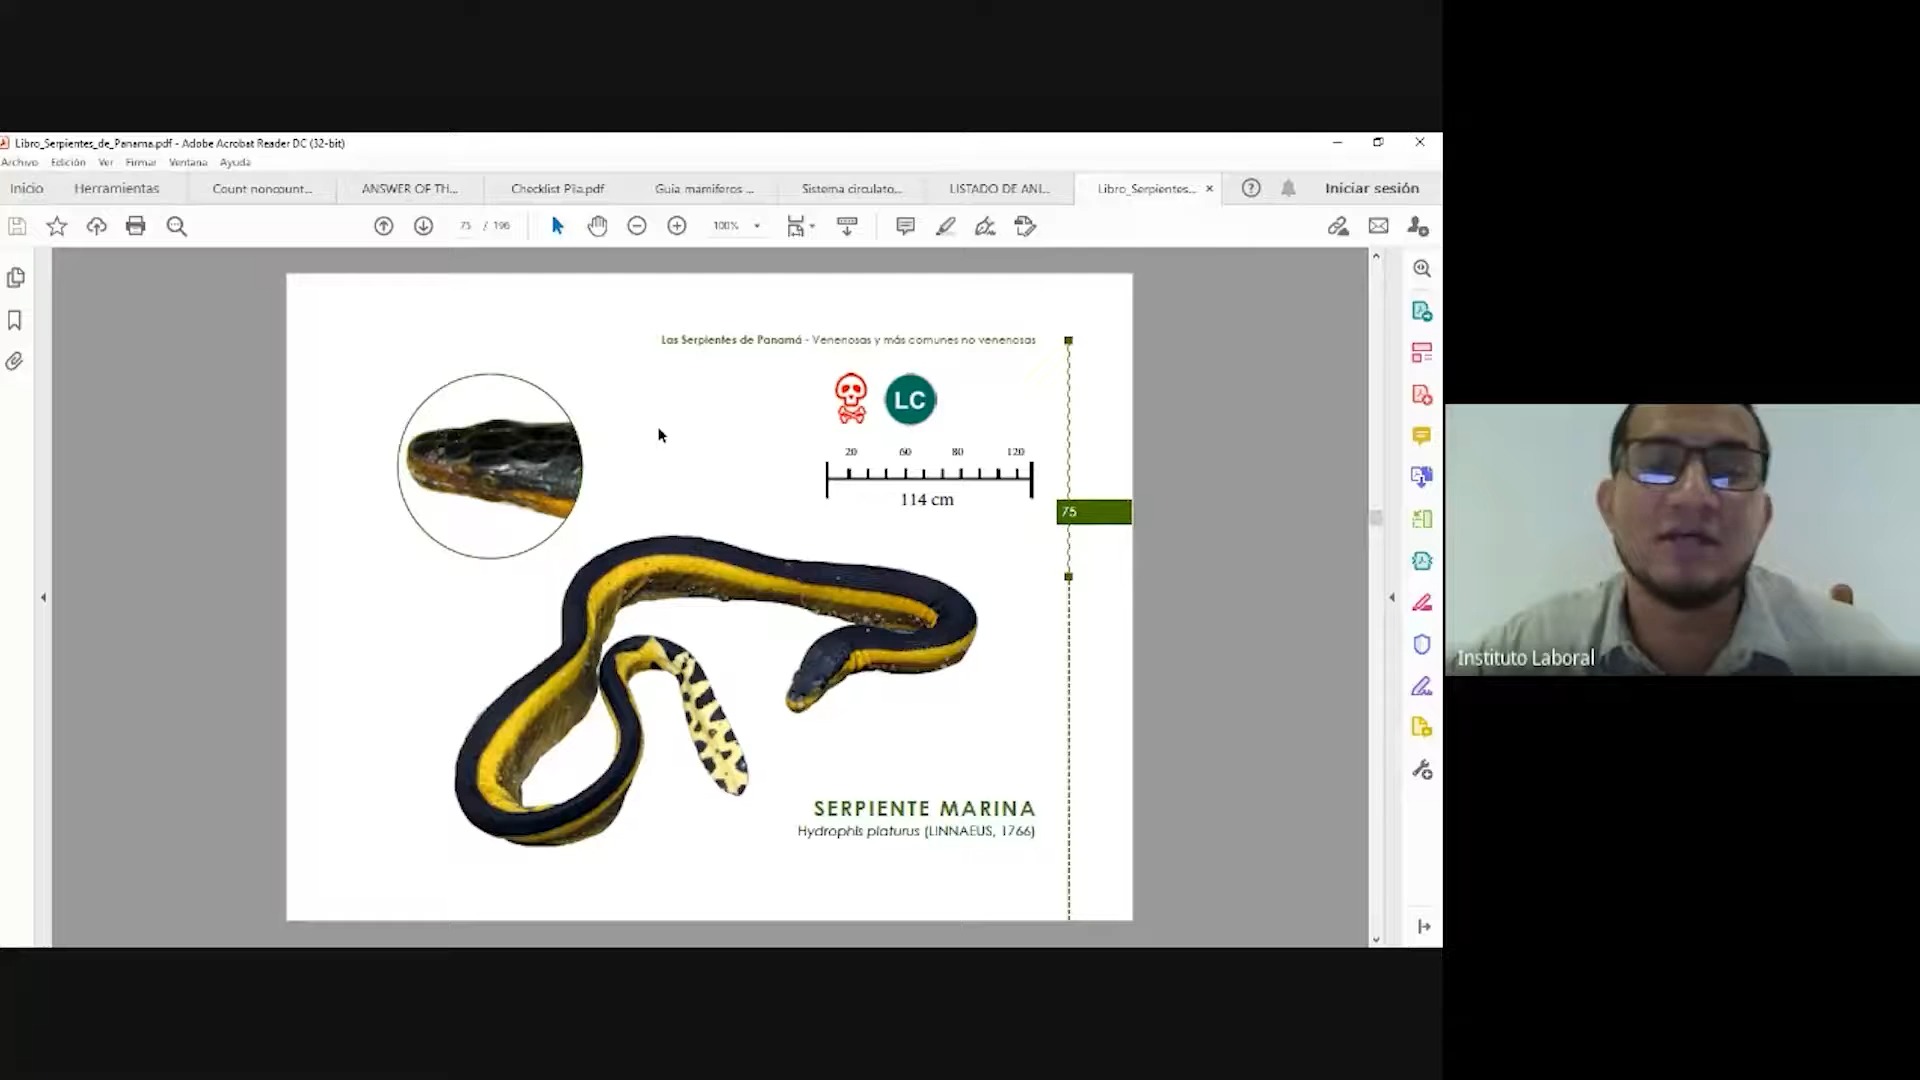 Libro_Serpientes_de_Panama.pdf - Adobe Acrobat Reader DC (32-bit)
Archivo Edición Ver Firmar Ventana Ayuda
Inicio Herramientas Count noncount... ANSWER OF TH... Checklist Pila.pdf Guia mamiferos ... Sistema circulato... LISTADO DE ANI... Libro_Serpientes... × ? Iniciar sesión
75 / 196 100%
Las Serpientes de Panamá - Venenosas y más comunes no venenosas
LC
20 60 80 120
114 cm
75
SERPIENTE MARINA
Hydrophis platurus (LINNAEUS, 1766)
Instituto Laboral